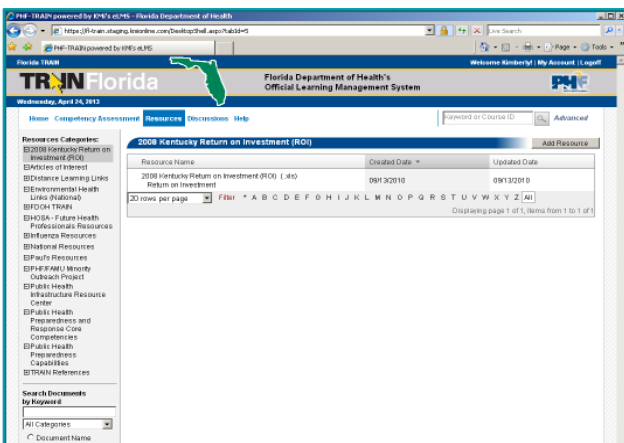 PHF-TRAIN powered by KMi's eLMS - Florida Department of Health
https://fl-train.staging.kmionline.com/DesktopShell.aspx?tabId=5
Live Search
PHF-TRAIN powered by KMI's eLMS
Page
Tools
Florida TRAIN
Welcome Kimberly! | My Account | Logoff
TRAIN Florida
Florida Department of Health's
Official Learning Management System
PHF
Wednesday, April 24, 2013
Home Competency Assessment Resources Discussions Help
Keyword or Course ID
Advanced
Resources Categories:
2008 Kentucky Return on
Investment (ROI)
Articles of Interest
Distance Learning Links
Environmental Health
Links (National)
FDOH TRAIN
HOSA - Future Health
Professionals Resources
Influenza Resources
National Resources
Paul's Resources
PHF/FAMU Minority
Outreach Project
Public Health
Infrastructure Resource
Center
Public Health
Preparedness and
Response Core
Competencies
Public Health
Preparedness
Capabilities
TRAIN References
Search Documents
by Keyword
All Categories
Document Name
2008 Kentucky Return on Investment (ROI)
Add Resource
Resource Name Created Date Updated Date
2008 Kentucky Return on Investment (ROI) (.xls)
Return on Investment
09/13/2010 09/13/2010
20 rows per page Filter * A B C D E F G H I J K L M N O P Q R S T U V W X Y Z All
Displaying page 1 of 1, items from 1 to 1 of 1